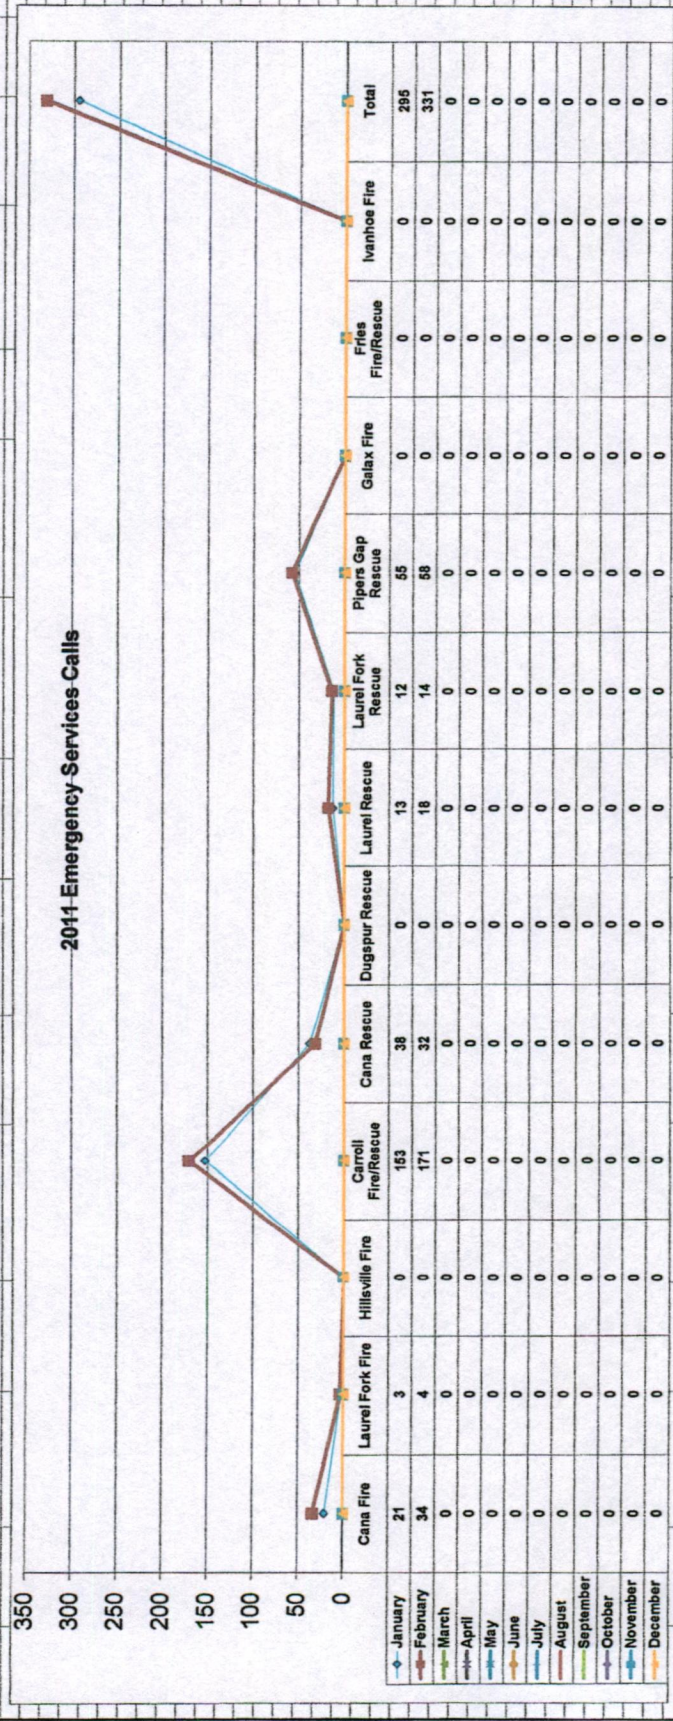 2011 Emergency Services Calls
350
300
250
200
150
100
50
0
Cana Fire Laurel Fork Fire Hillsville Fire Carroll Fire/Rescue Cana Rescue Dugspur Rescue Laurel Rescue Laurel Fork Rescue Pipers Gap Rescue Galax Fire Fries Fire/Rescue Ivanhoe Fire Total
January 21 3 0 153 38 0 13 12 55 0 0 0 295
February 34 4 0 171 32 0 18 14 58 0 0 0 331
March 0 0 0 0 0 0 0 0 0 0 0 0 0
April 0 0 0 0 0 0 0 0 0 0 0 0 0
May 0 0 0 0 0 0 0 0 0 0 0 0 0
June 0 0 0 0 0 0 0 0 0 0 0 0 0
July 0 0 0 0 0 0 0 0 0 0 0 0 0
August 0 0 0 0 0 0 0 0 0 0 0 0 0
September 0 0 0 0 0 0 0 0 0 0 0 0 0
October 0 0 0 0 0 0 0 0 0 0 0 0 0
November 0 0 0 0 0 0 0 0 0 0 0 0 0
December 0 0 0 0 0 0 0 0 0 0 0 0 0